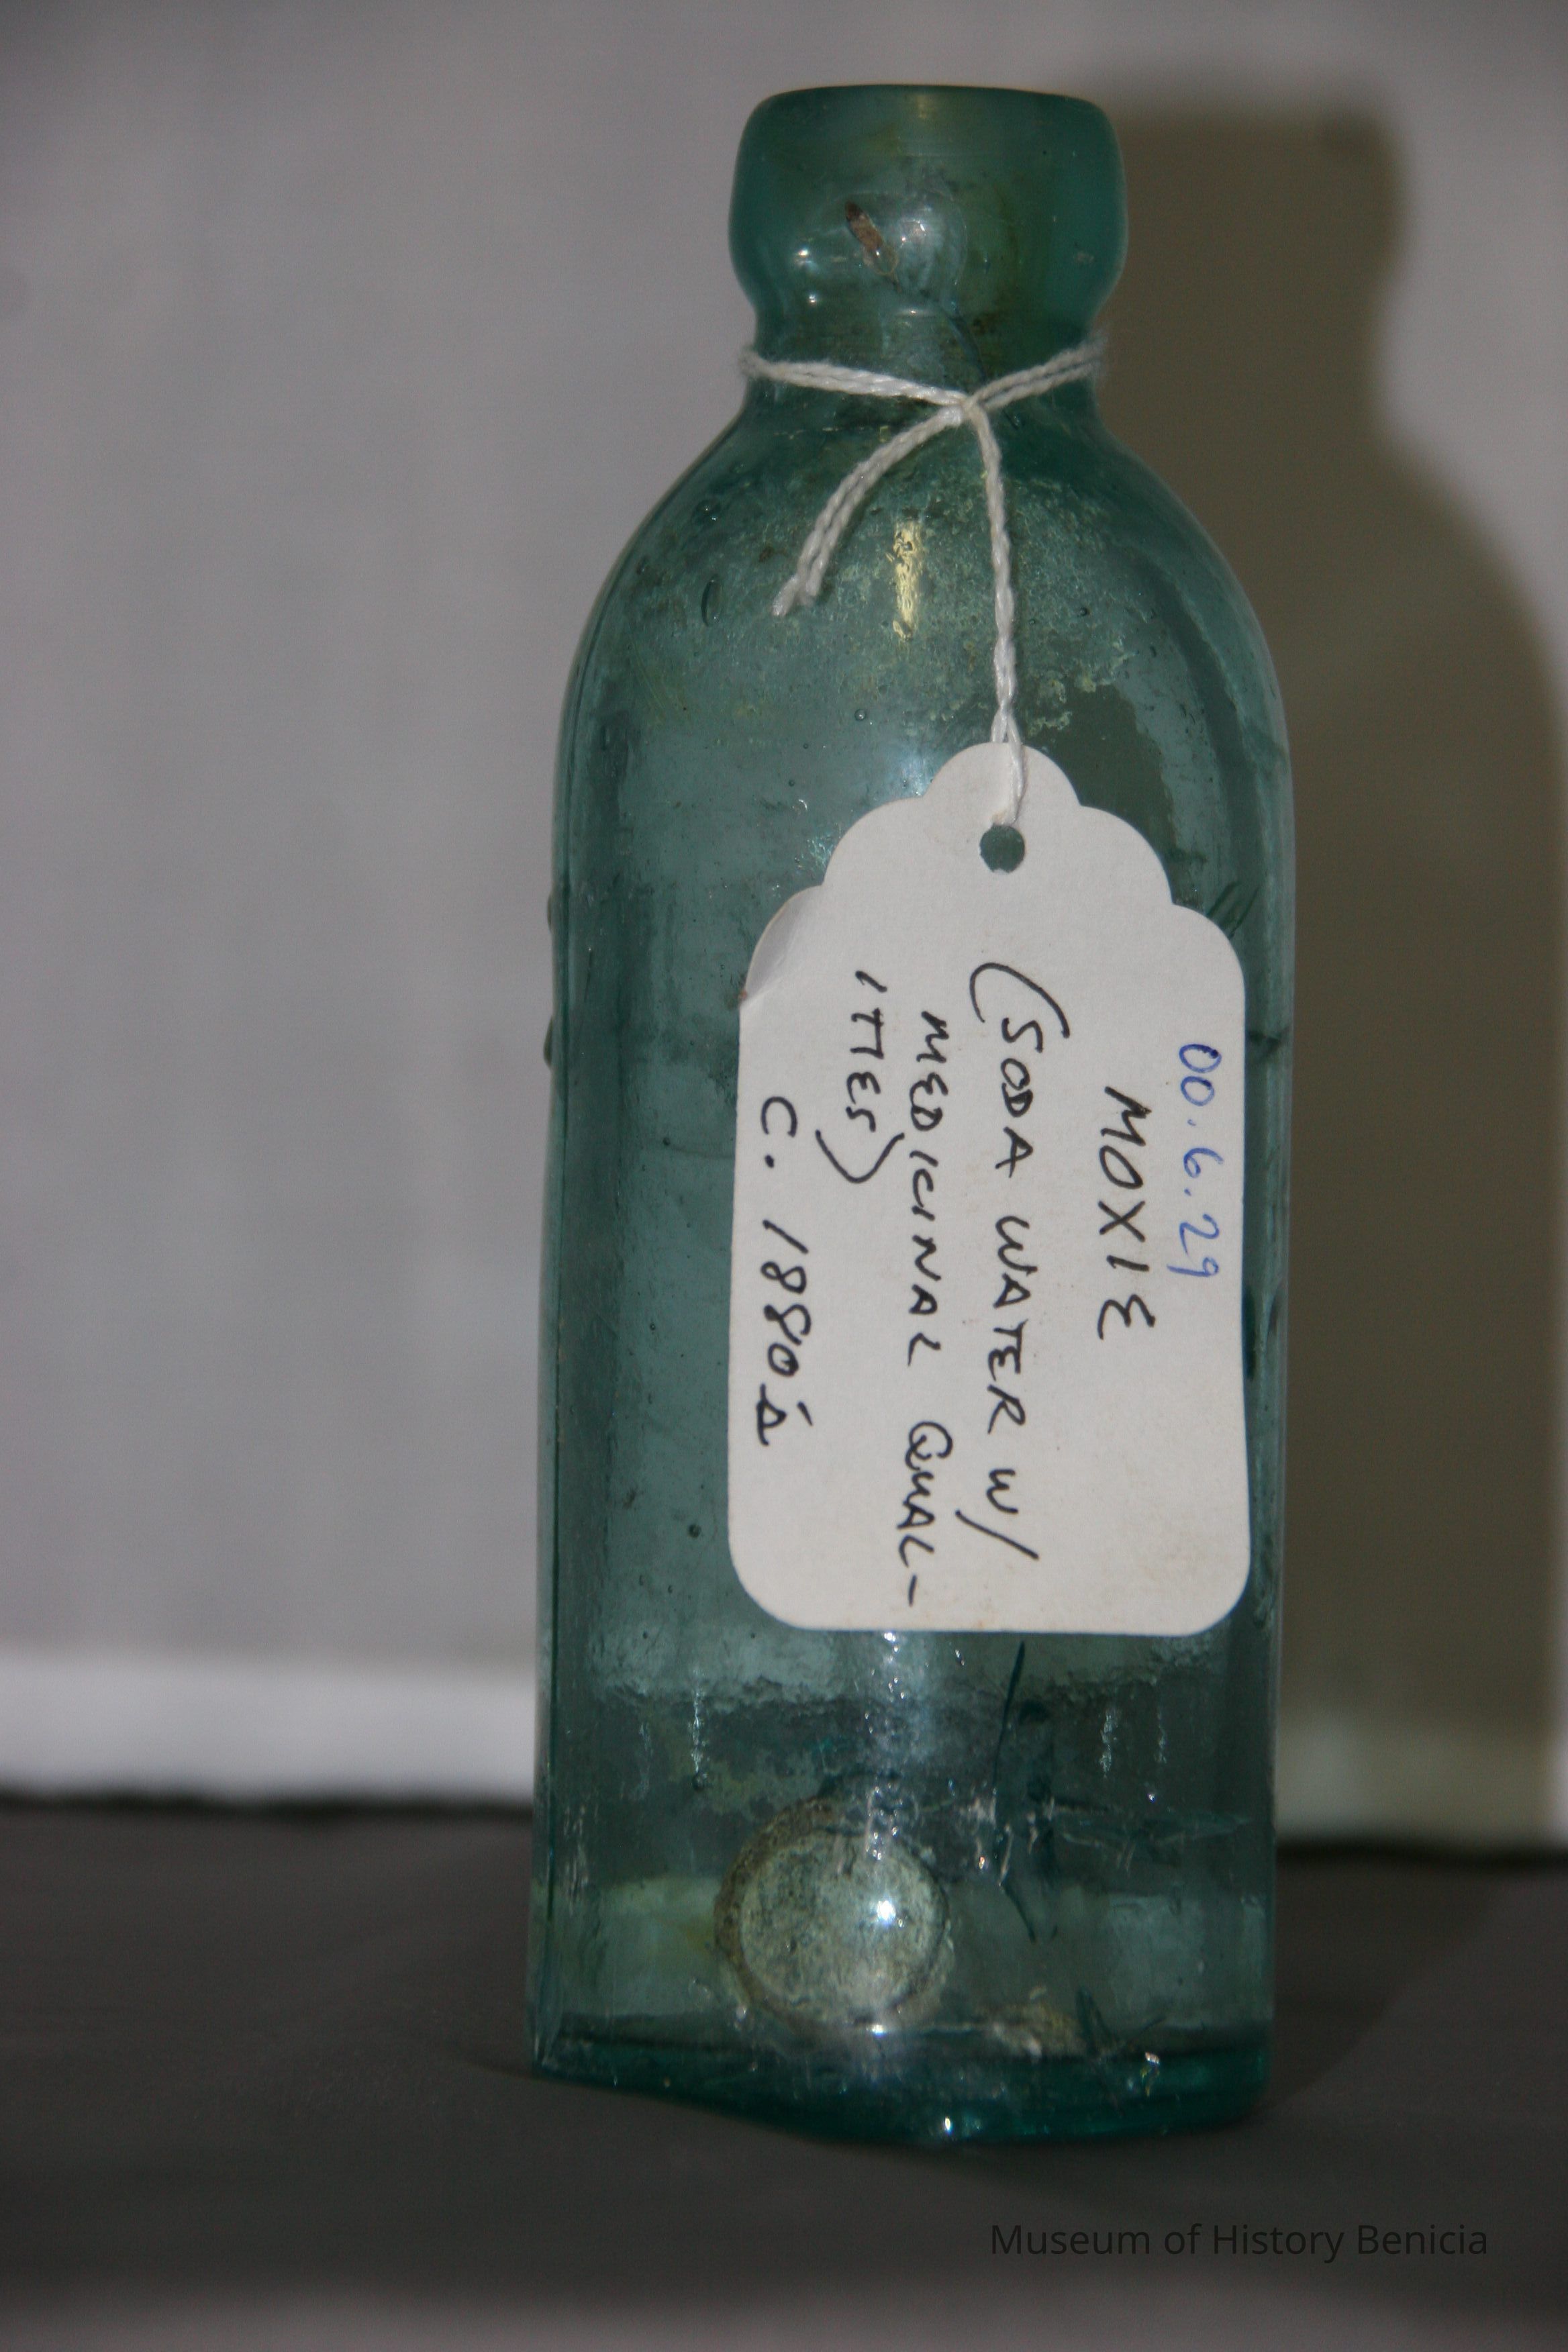 00.6.29
MOXIE
(SODA WATER W/
MEDICINAL QUAL-
ITIES)
C. 1880's
Museum of History Benicia